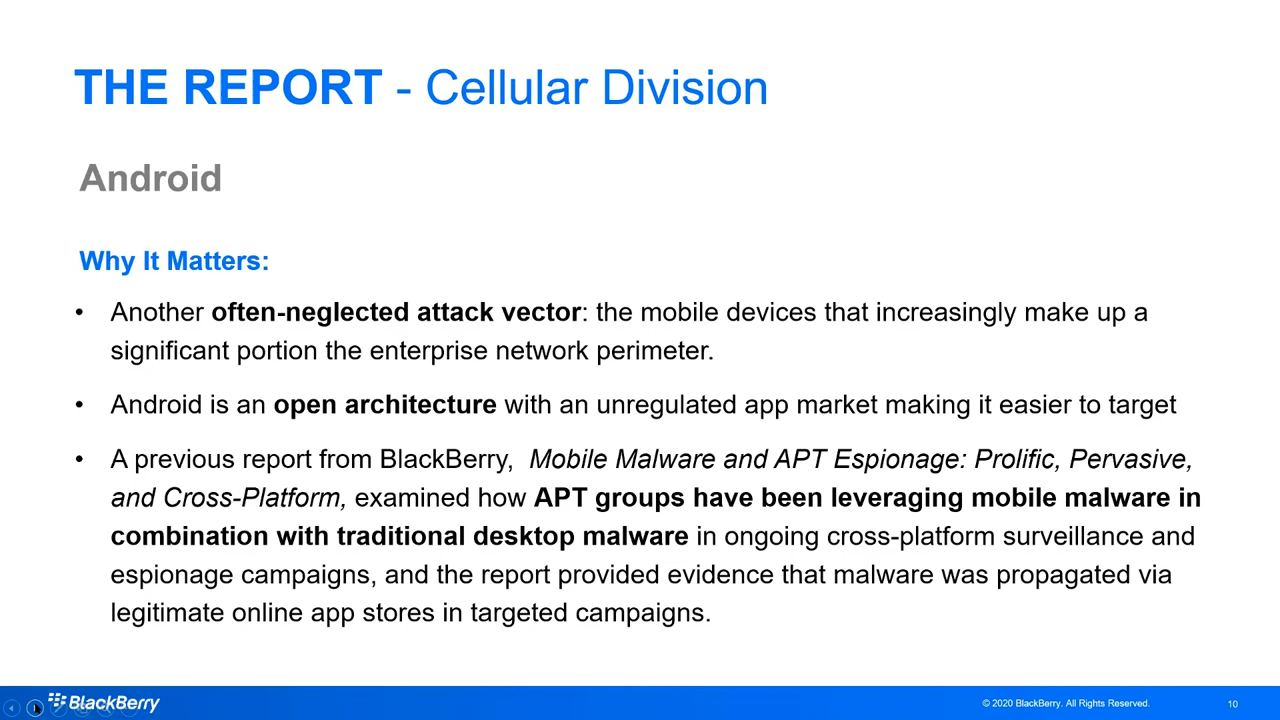 THE REPORT - Cellular Division
Android
Why It Matters:
• Another often-neglected attack vector: the mobile devices that increasingly make up a
significant portion the enterprise network perimeter.
• Android is an open architecture with an unregulated app market making it easier to target
• A previous report from BlackBerry, Mobile Malware and APT Espionage: Prolific, Pervasive,
and Cross-Platform, examined how APT groups have been leveraging mobile malware in
combination with traditional desktop malware in ongoing cross-platform surveillance and
espionage campaigns, and the report provided evidence that malware was propagated via
legitimate online app stores in targeted campaigns.
BlackBerry
© 2020 BlackBerry. All Rights Reserved.
10